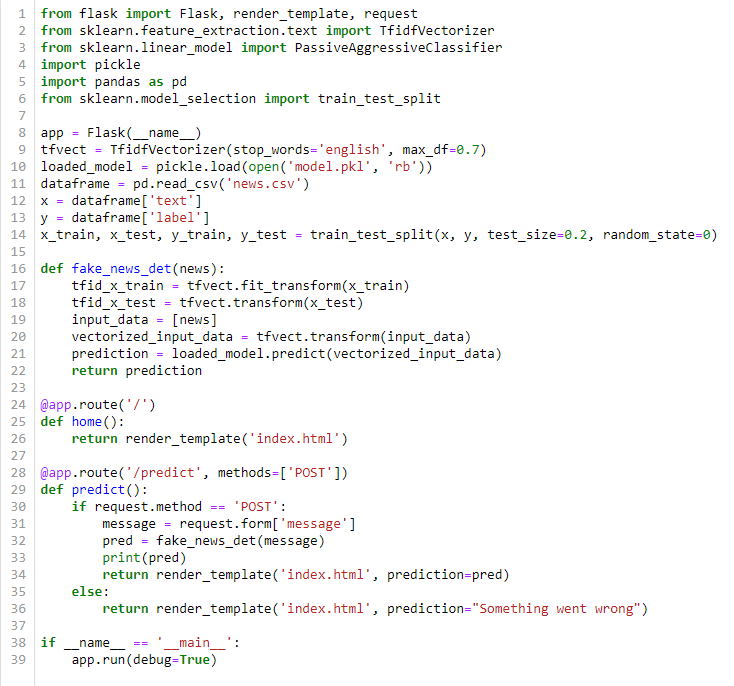 1 from flask import Flask, render_template, request
2 from sklearn.feature_extraction.text import TfidfVectorizer
3 from sklearn.linear_model import PassiveAggressiveClassifier
4 import pickle
5 import pandas as pd
6 from sklearn.model_selection import train_test_split
7
8 app = Flask(__name__)
9 tfvect = TfidfVectorizer(stop_words='english', max_df=0.7)
10 loaded_model = pickle.load(open('model.pkl', 'rb'))
11 dataframe = pd.read_csv('news.csv')
12 x = dataframe['text']
13 y = dataframe['label']
14 x_train, x_test, y_train, y_test = train_test_split(x, y, test_size=0.2, random_state=0)
15
16 def fake_news_det(news):
17     tfid_x_train = tfvect.fit_transform(x_train)
18     tfid_x_test = tfvect.transform(x_test)
19     input_data = [news]
20     vectorized_input_data = tfvect.transform(input_data)
21     prediction = loaded_model.predict(vectorized_input_data)
22     return prediction
23
24 @app.route('/')
25 def home():
26     return render_template('index.html')
27
28 @app.route('/predict', methods=['POST'])
29 def predict():
30     if request.method == 'POST':
31         message = request.form['message']
32         pred = fake_news_det(message)
33         print(pred)
34         return render_template('index.html', prediction=pred)
35     else:
36         return render_template('index.html', prediction="Something went wrong")
37
38 if __name__ == '__main__':
39     app.run(debug=True)